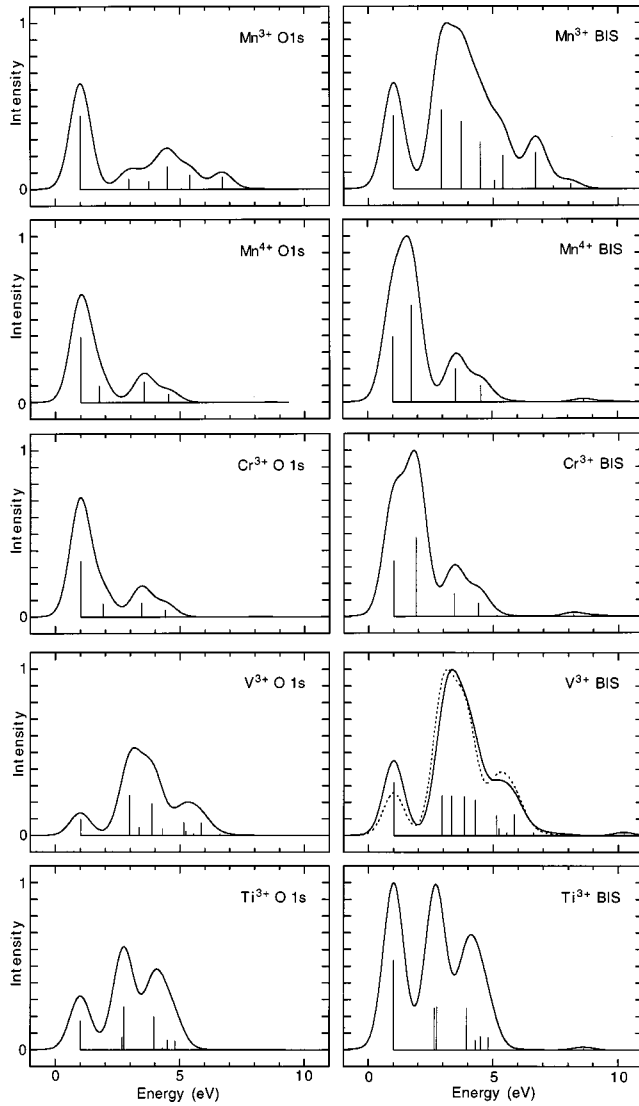 Mn3+ O1s
Intensity
1
0
Mn3+ BIS
Mn4+ O1s
Intensity
1
0
Mn4+ BIS
Cr3+ O 1s
Intensity
1
0
Cr3+ BIS
V3+ O 1s
Intensity
1
0
V3+ BIS
Ti3+ O 1s
Intensity
1
0
Ti3+ BIS
0 5 10
Energy (eV)
0 5 10
Energy (eV)